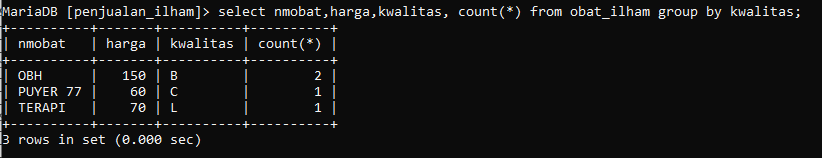 MariaDB [penjualan_ilham]> select nmobat,harga,kwalitas, count(*) from obat_ilham group by kwalitas;
+----------+-------+----------+----------+
| nmobat   | harga | kwalitas | count(*) |
+----------+-------+----------+----------+
| OBH      |   150 | B        |        2 |
| PUYER 77 |    60 | C        |        1 |
| TERAPI   |    70 | L        |        1 |
+----------+-------+----------+----------+
3 rows in set (0.000 sec)